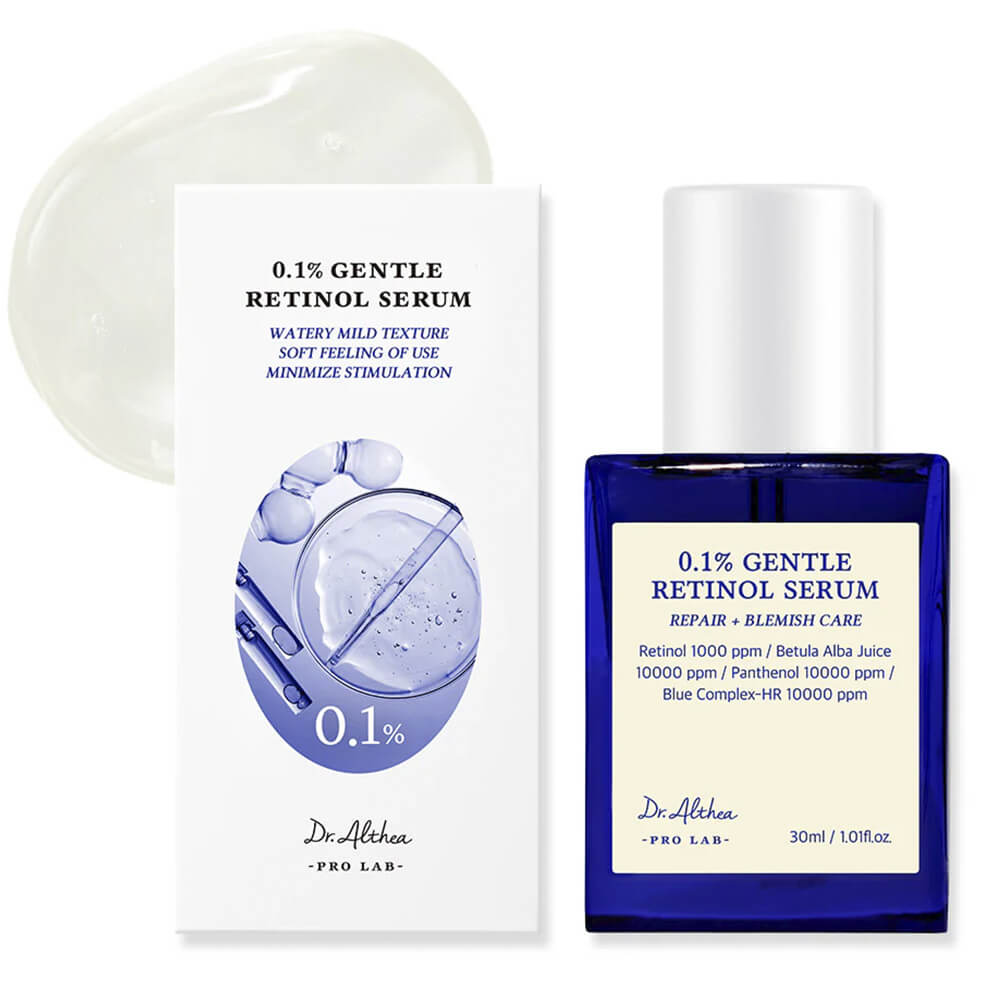 0.1% GENTLE
RETINOL SERUM
WATERY MILD TEXTURE
SOFT FEELING OF USE
MINIMIZE STIMULATION
0.1%
Dr.Althea
-PRO LAB-
0.1% GENTLE
RETINOL SERUM
REPAIR + BLEMISH CARE
Retinol 1000 ppm / Betula Alba Juice
10000 ppm / Panthenol 10000 ppm /
Blue Complex-HR 10000 ppm
Dr.Althea
-PRO LAB-
30ml / 1.01fl.oz.